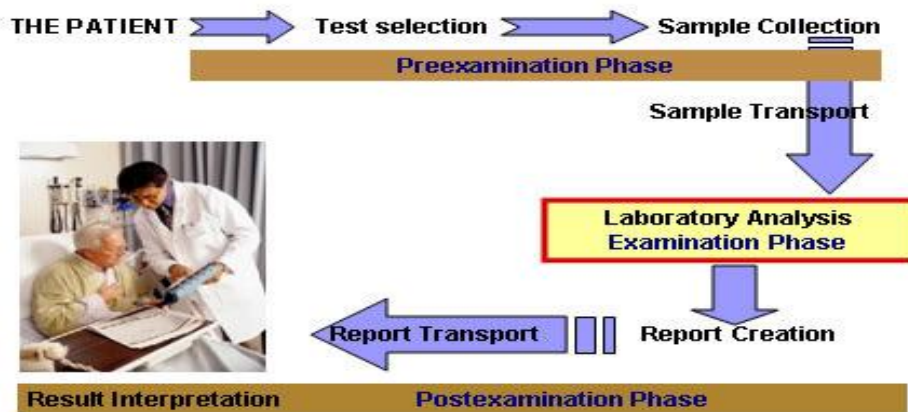 THE PATIENT Test selection Sample Collection
Preexamination Phase
Sample Transport
Laboratory Analysis
Examination Phase
Report Transport Report Creation
Result Interpretation Postexamination Phase